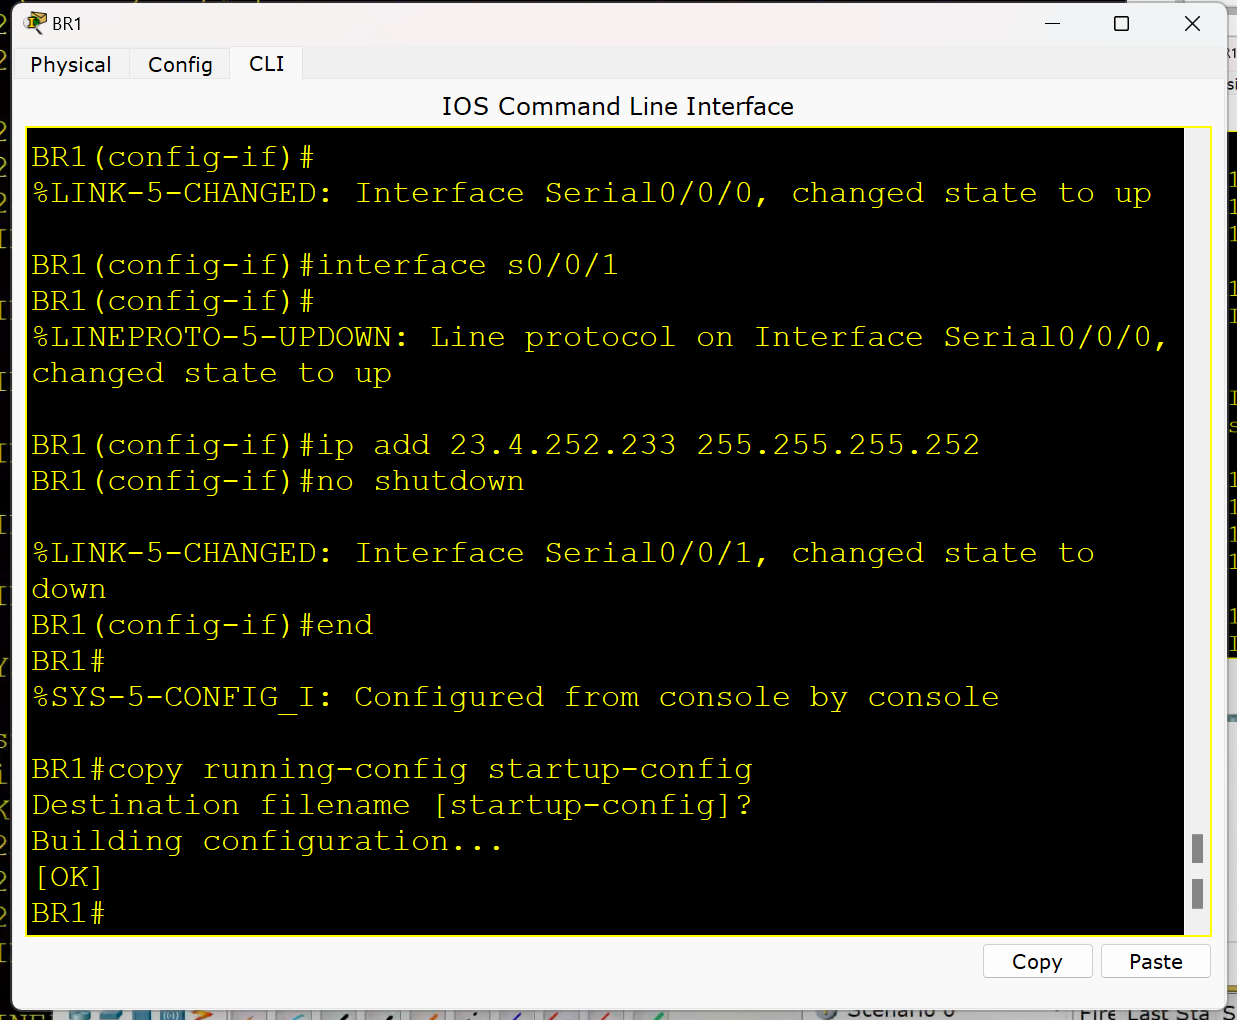 BR1
Physical Config CLI
IOS Command Line Interface
BR1(config-if)#
%LINK-5-CHANGED: Interface Serial0/0/0, changed state to up
BR1(config-if)#interface s0/0/1
BR1(config-if)#
%LINEPROTO-5-UPDOWN: Line protocol on Interface Serial0/0/0,
changed state to up
BR1(config-if)#ip add 23.4.252.233 255.255.255.252
BR1(config-if)#no shutdown
%LINK-5-CHANGED: Interface Serial0/0/1, changed state to
down
BR1(config-if)#end
BR1#
%SYS-5-CONFIG_I: Configured from console by console
BR1#copy running-config startup-config
Destination filename [startup-config]?
Building configuration...
[OK]
BR1#
Copy Paste
Scenario 0 Fire Last Sta